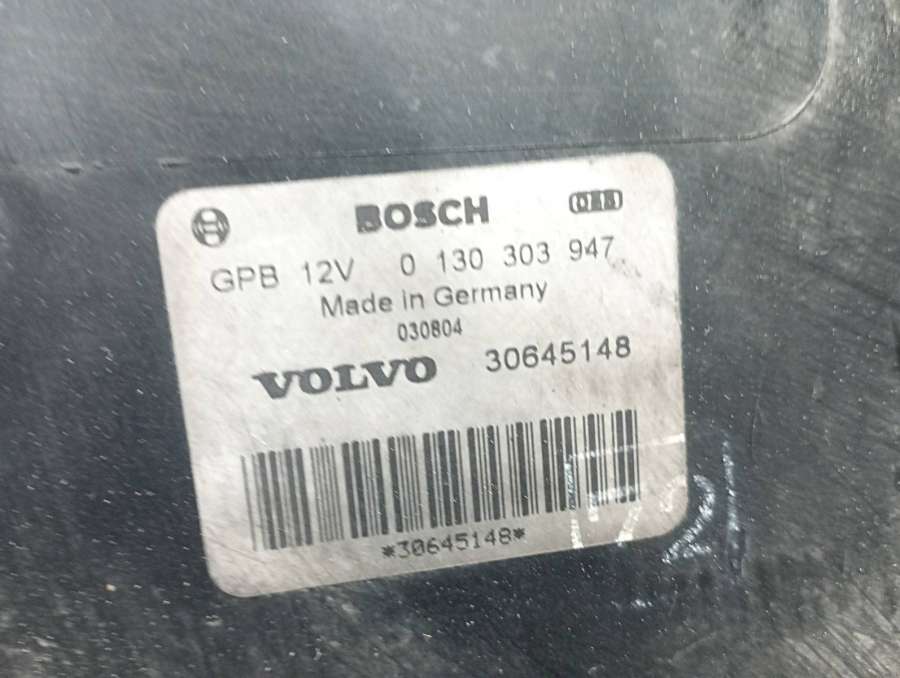 BOSCH
GPB 12V 0 130 303 947
Made in Germany
030804
VOLVO 30645148
*30645148*